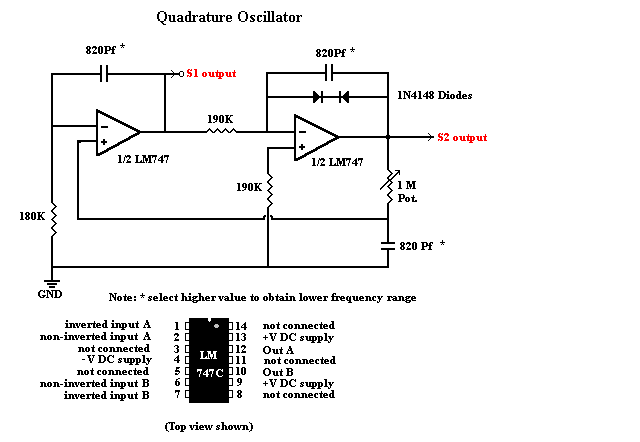 Quadrature Oscillator
820Pf *
S1 output
820Pf *
1N4148 Diodes
190K
-
+
1/2 LM747
-
+
1/2 LM747
S2 output
190K
1 M
Pot.
180K
820 Pf *
GND
Note: * select higher value to obtain lower frequency range
inverted input A 1 14 not connected
non-inverted input A 2 13 +V DC supply
not connected 3 12 Out A
-V DC supply 4 LM 11 not connected
not connected 5 747C 10 Out B
non-inverted input B 6 9 +V DC supply
inverted input B 7 8 not connected
(Top view shown)